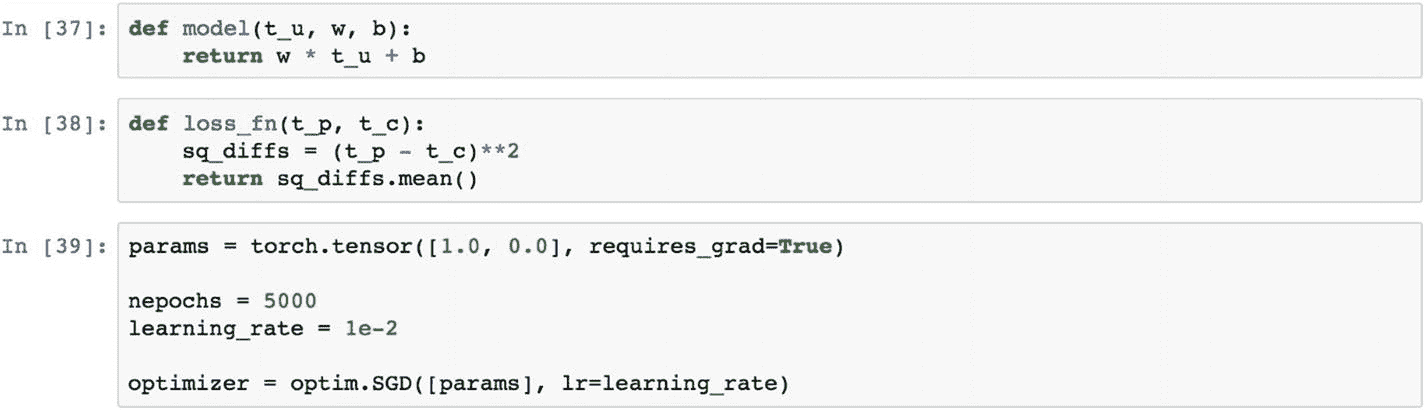 In [37]: def model(t_u, w, b):
    return w * t_u + b
In [38]: def loss_fn(t_p, t_c):
    sq_diffs = (t_p - t_c)**2
    return sq_diffs.mean()
In [39]: params = torch.tensor([1.0, 0.0], requires_grad=True)
nepochs = 5000
learning_rate = 1e-2
optimizer = optim.SGD([params], lr=learning_rate)